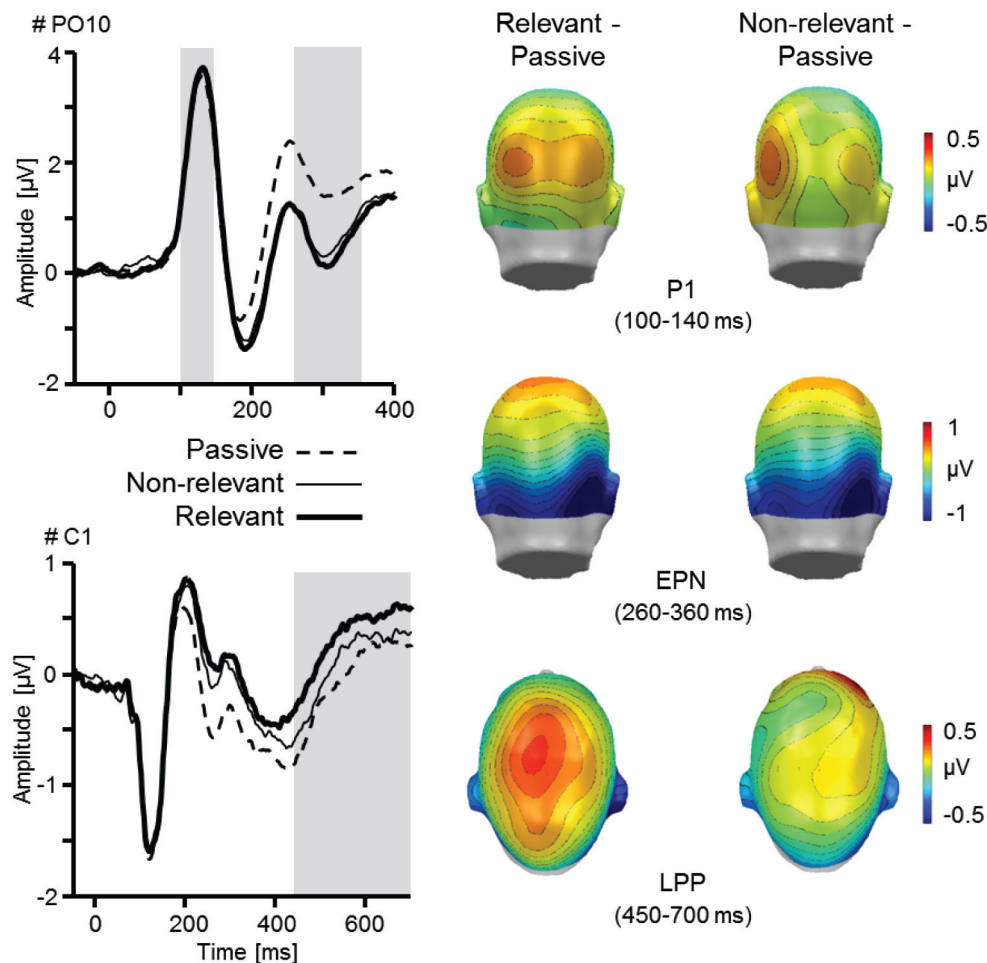 # PO10
4
2
0
-2
Amplitude [µV]
0
200
400
Passive
Non-relevant
Relevant
# C1
1
0
-1
-2
Amplitude [µV]
0
200
400
600
Time [ms]
Relevant -
Passive
Non-relevant -
Passive
0.5
µV
-0.5
P1
(100-140 ms)
1
µV
-1
EPN
(260-360 ms)
0.5
µV
-0.5
LPP
(450-700 ms)